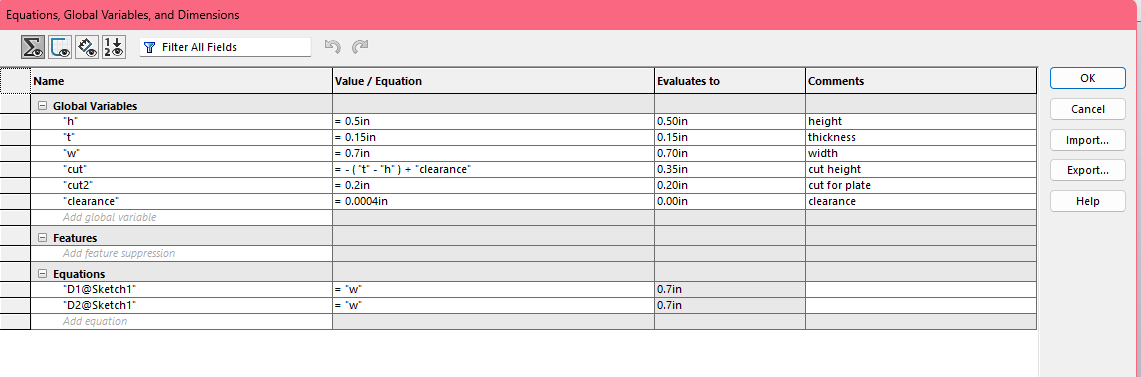 Equations, Global Variables, and Dimensions
Filter All Fields
Name Value / Equation Evaluates to Comments
OK
Global Variables
Cancel
"h" = 0.5in 0.50in height
"t" = 0.15in 0.15in thickness
Import...
"w" = 0.7in 0.70in width
"cut" = - ( "t" - "h" ) + "clearance" 0.35in cut height
Export...
"cut2" = 0.2in 0.20in cut for plate
"clearance" = 0.0004in 0.00in clearance
Help
Add global variable
Features
Add feature suppression
Equations
"D1@Sketch1" = "w" 0.7in
"D2@Sketch1" = "w" 0.7in
Add equation